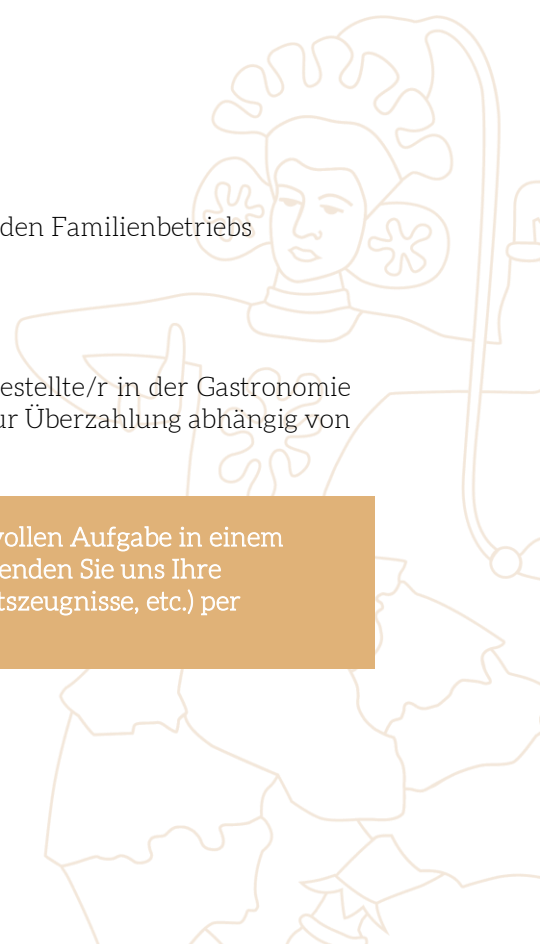 den Familienbetriebs
estellte/r in der Gastronomie
ur Überzahlung abhängig von
vollen Aufgabe in einem
enden Sie uns Ihre
tszeugnisse, etc.) per